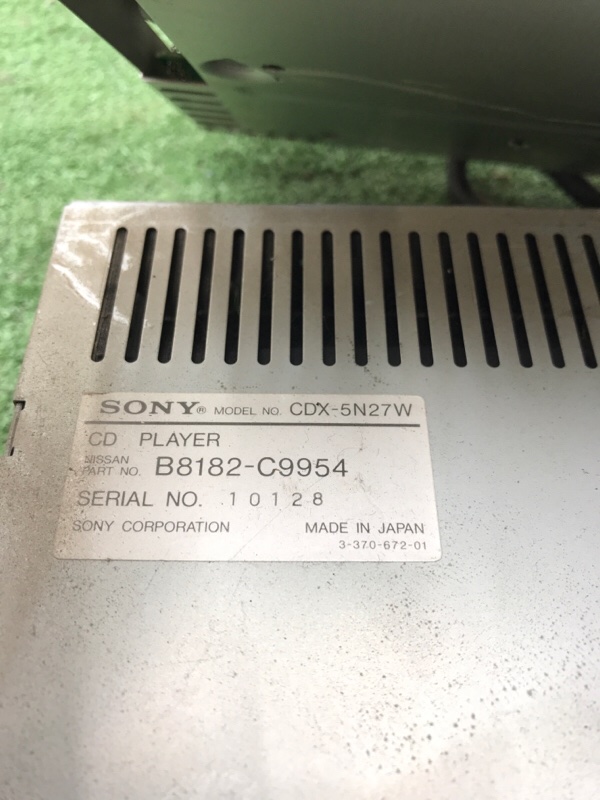 SONY® MODEL NO. CDX-5N27W
CD PLAYER
NISSAN
PART NO. B8182-C9954
SERIAL NO. 10128
SONY CORPORATION MADE IN JAPAN
3-370-672-01